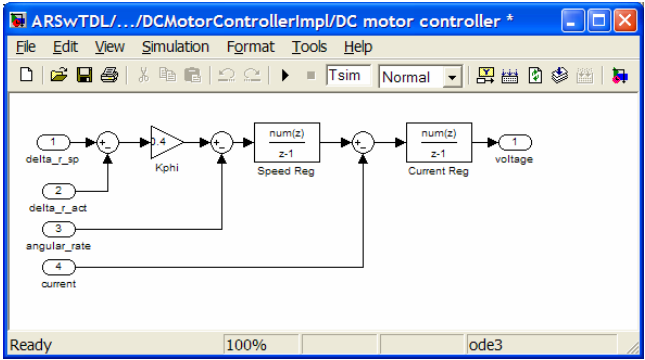 ARSwTDL/.../DCMotorControllerImpl/DC motor controller *
File Edit View Simulation Format Tools Help
Tsim Normal
1
delta_r_sp
0.4
Kphi
num(z)
z-1
Speed Reg
num(z)
z-1
Current Reg
1
voltage
2
delta_r_act
3
angular_rate
4
current
Ready 100% ode3